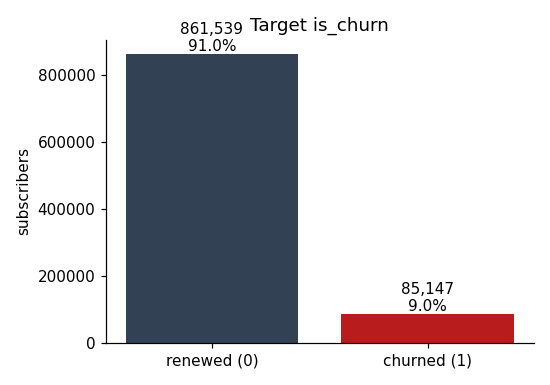 Target is_churn
861,539
91.0%
800000
600000
400000
200000
0
subscribers
85,147
9.0%
renewed (0)
churned (1)